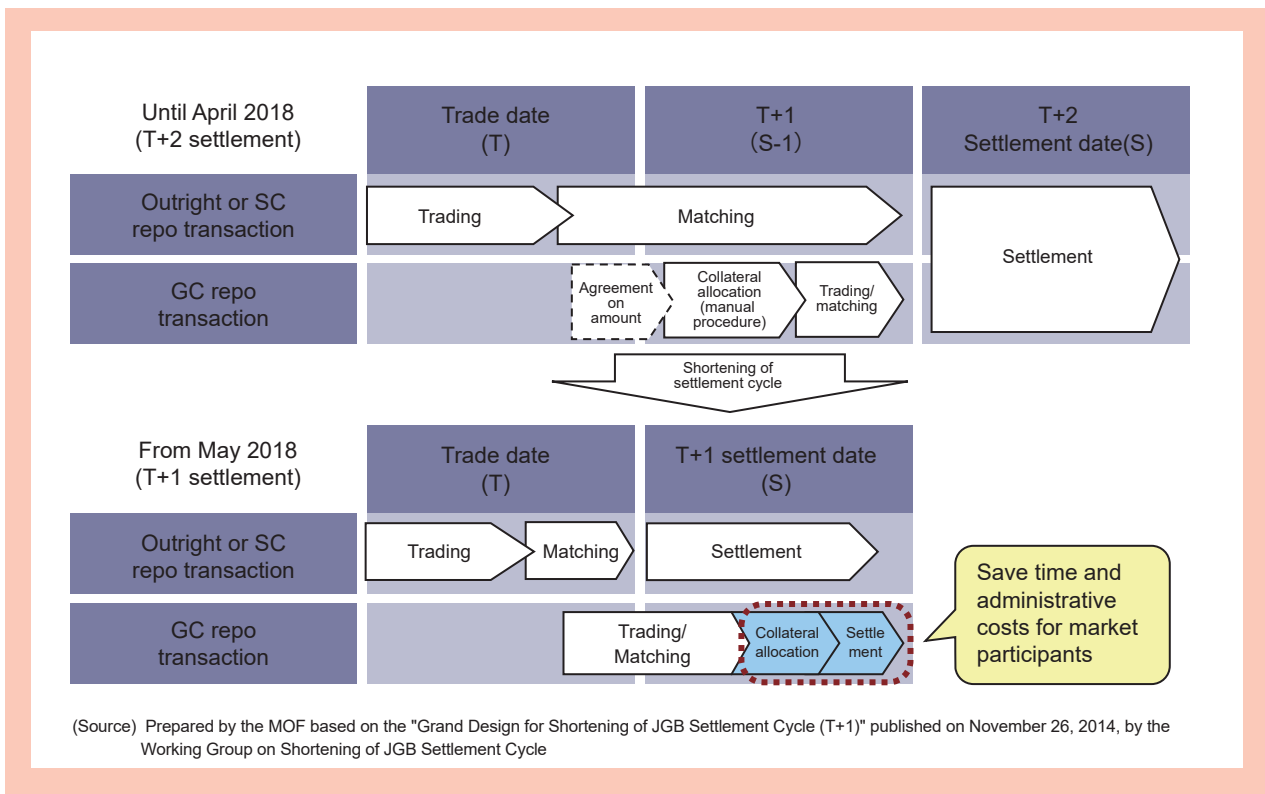 Until April 2018
(T+2 settlement)
Trade date
(T)
T+1
(S-1)
T+2
Settlement date(S)
Outright or SC
repo transaction
Trading
Matching
Settlement
GC repo
transaction
Agreement
on
amount
Collateral
allocation
(manual
procedure)
Trading/
matching
Shortening of
settlement cycle
From May 2018
(T+1 settlement)
Trade date
(T)
T+1 settlement date
(S)
Outright or SC
repo transaction
Trading
Matching
Settlement
GC repo
transaction
Trading/
Matching
Collateral
allocation
Settle
ment
Save time and
administrative
costs for market
participants
(Source) Prepared by the MOF based on the "Grand Design for Shortening of JGB Settlement Cycle (T+1)" published on November 26, 2014, by the
Working Group on Shortening of JGB Settlement Cycle